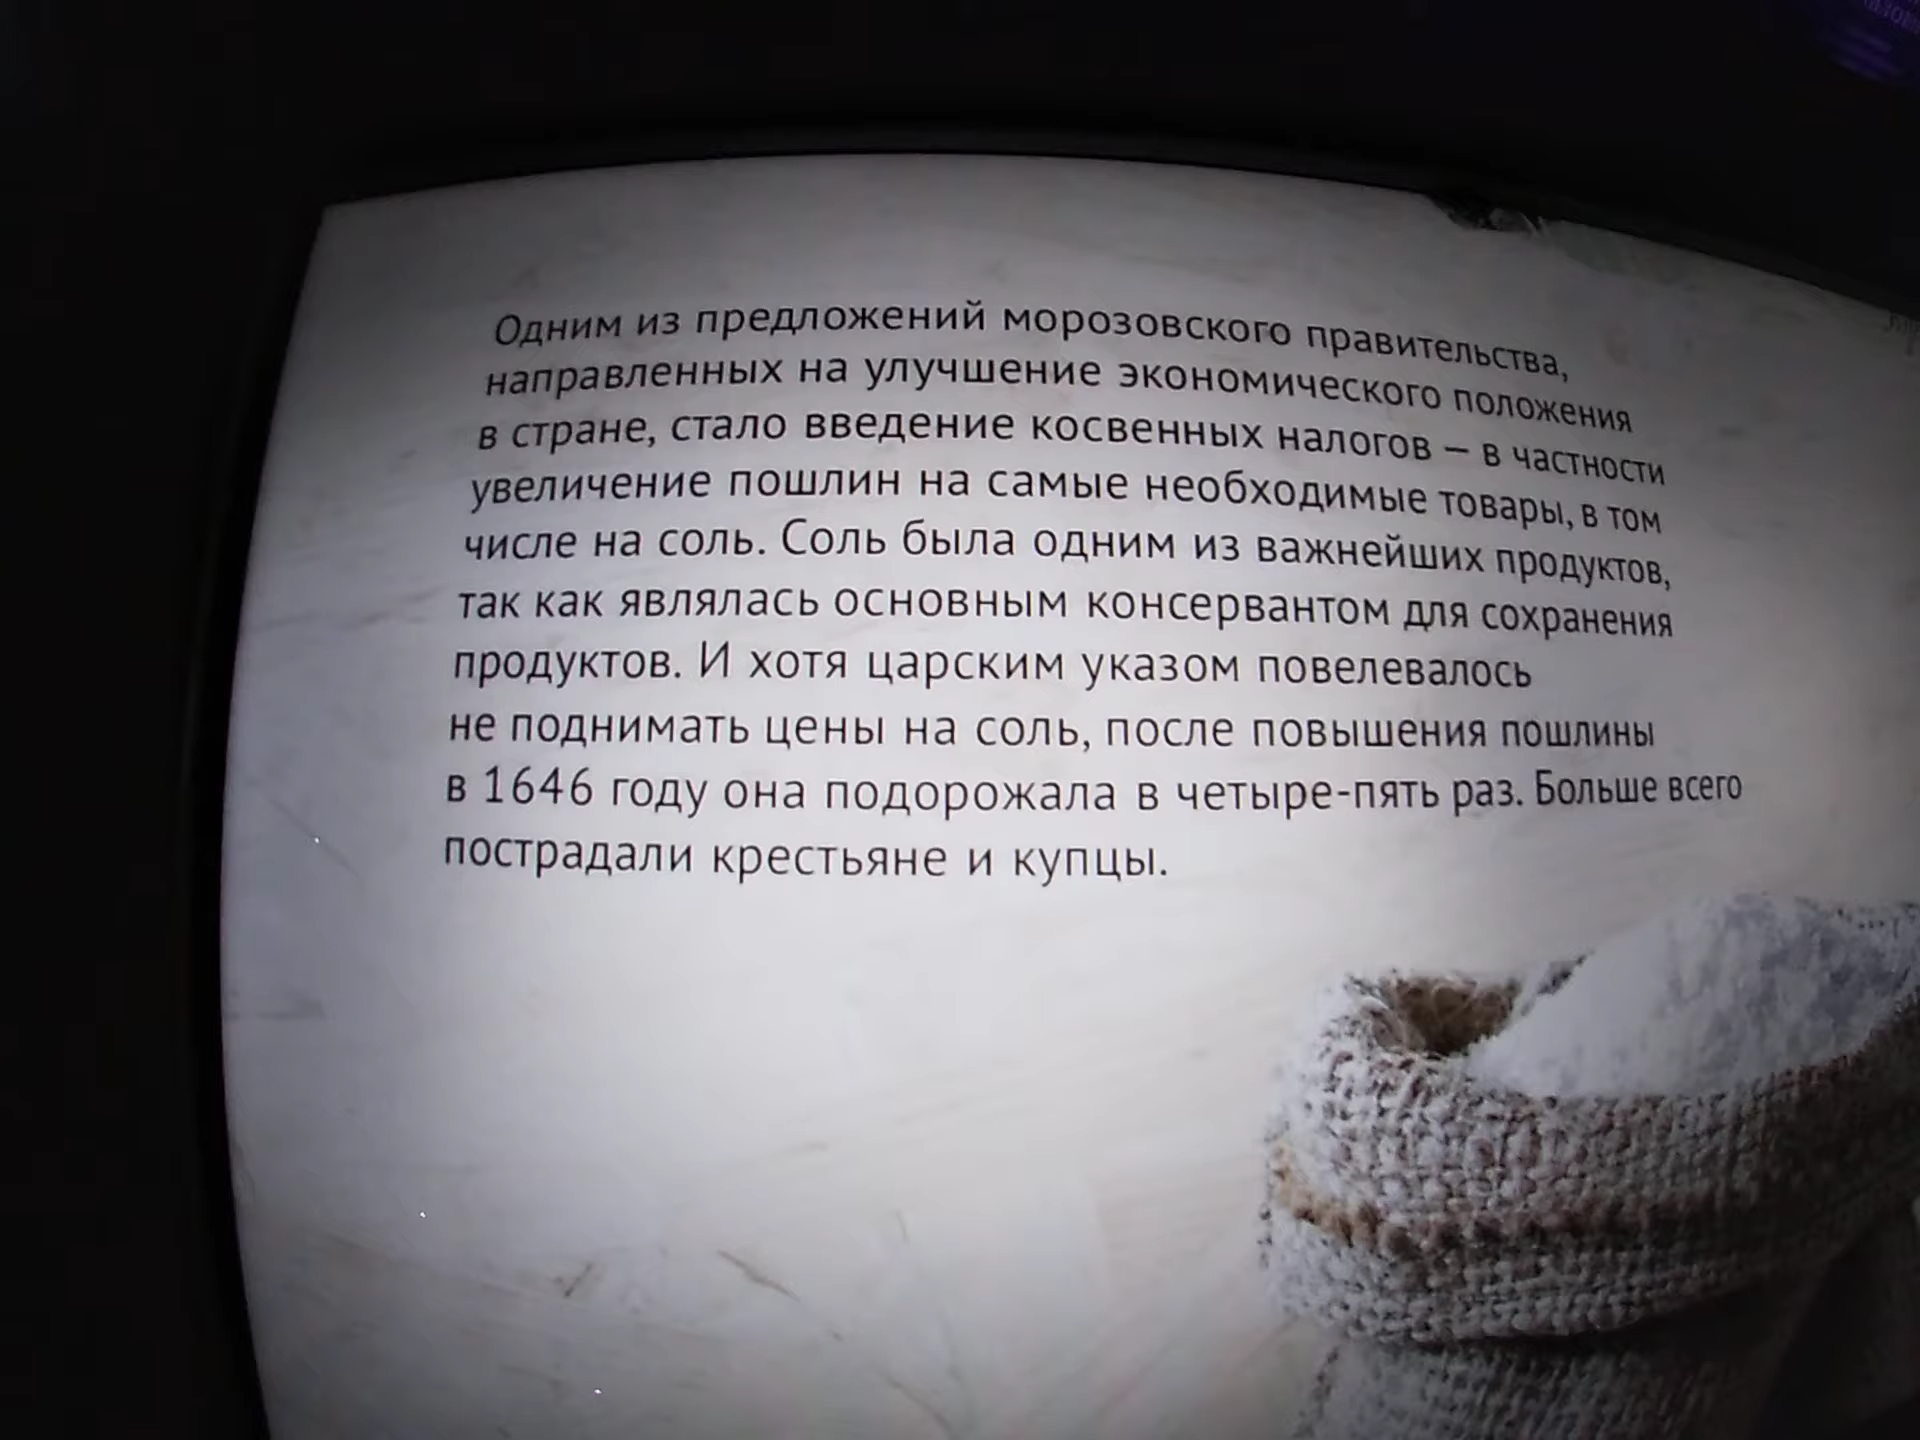 Одним из предложений морозовского правительства,
направленных на улучшение экономического положения
в стране, стало введение косвенных налогов – в частности
увеличение пошлин на самые необходимые товары, в том
числе на соль. Соль была одним из важнейших продуктов,
так как являлась основным консервантом для сохранения
продуктов. И хотя царским указом повелевалось
не поднимать цены на соль, после повышения пошлины
в 1646 году она подорожала в четыре-пять раз. Больше всего
пострадали крестьяне и купцы.